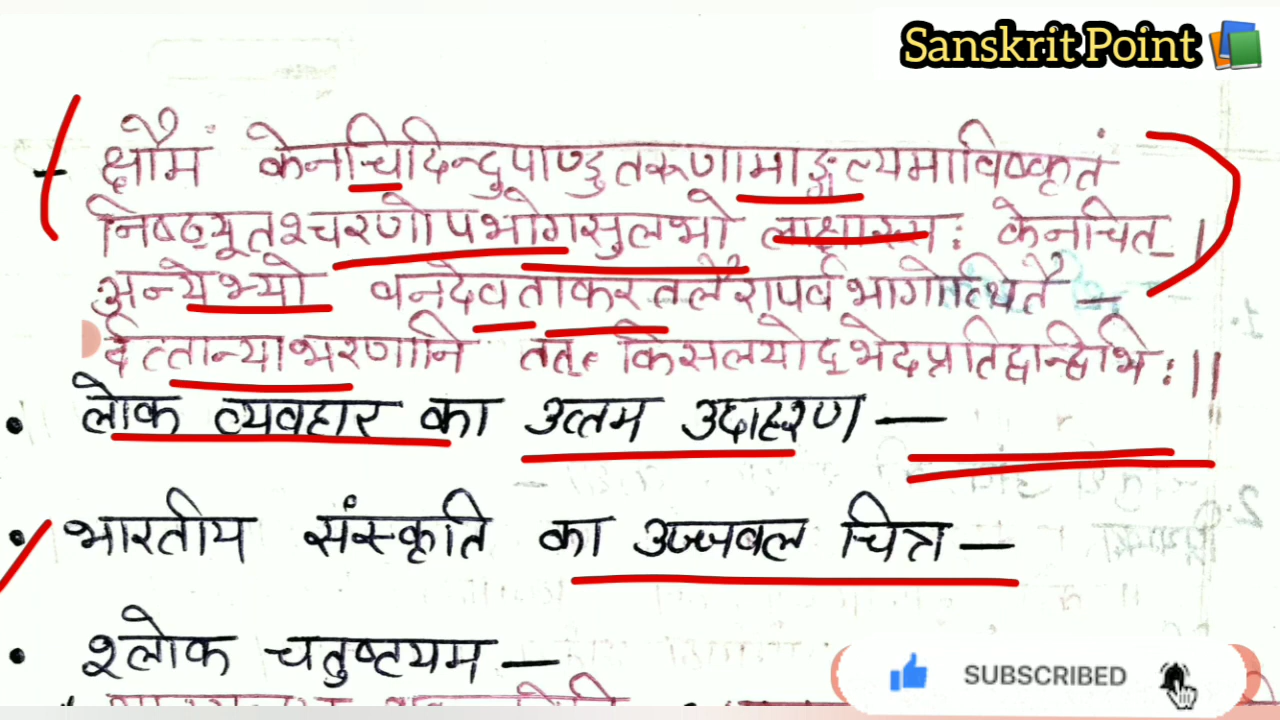 Sanskrit Point
- क्षौमं केनचिदिन्दुपाण्डुतरूणामाङ्गल्यमाविष्कृतं
निष्ठ्यूतश्चरणोपभोगसुलभो लाक्षारसः केनचित् ।
अन्येभ्यो वनदेवताकरतलैरापर्वभागोत्थितै -
र्दत्तान्याभरणानि तत् किसलयोद्भेदप्रतिद्वन्द्विभिः ।।
• लोक व्यवहार का उत्तम उदाहरण —
• भारतीय संस्कृति का उज्जवल चित्र —
• श्लोक चतुष्टयम —
SUBSCRIBED